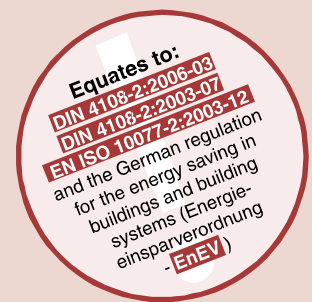 Equates to:
DIN 4108-2:2006-03
DIN 4108-2:2003-07
EN ISO 10077-2:2003-12
and the German regulation
for the energy saving in
buildings and building
systems (Energie-
einsparverordnung
- EnEV)